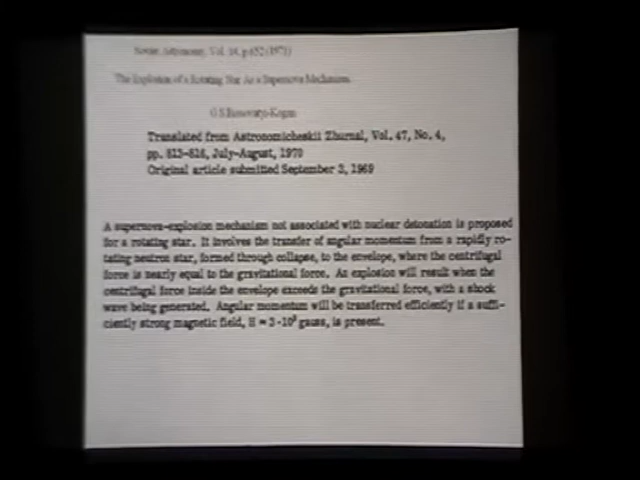 Soviet Astronomy, Vol. 14, p.652 (1971)
The Explosion of a Rotating Star As a Supernova Mechanism.
G.S.Bisnovatyi-Kogan
Translated from Astronomicheskii Zhurnal, Vol. 47, No. 4,
pp. 813-816, July-August, 1970
Original article submitted September 3, 1969
A supernova-explosion mechanism not associated with nuclear detonation is proposed
for a rotating star. It involves the transfer of angular momentum from a rapidly ro-
tating neutron star, formed through collapse, to the envelope, where the centrifugal
force is nearly equal to the gravitational force. An explosion will result when the
centrifugal force inside the envelope exceeds the gravitational force, with a shock
wave being generated. Angular momentum will be transferred efficiently if a suffi-
ciently strong magnetic field, H ≈ 3 · 10⁹ gauss, is present.